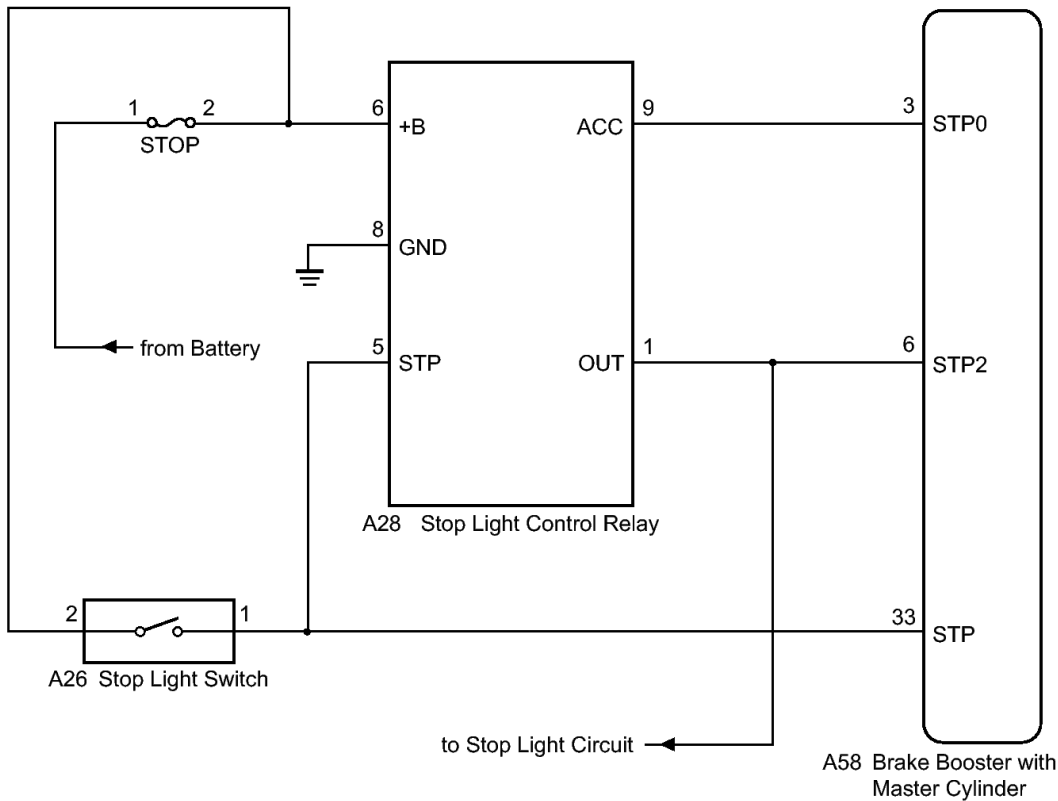 1 2
STOP
6 +B
ACC 9
3 STP0
8 GND
from Battery
5 STP
OUT 1
6 STP2
A28 Stop Light Control Relay
2 1
33 STP
A26 Stop Light Switch
to Stop Light Circuit
A58 Brake Booster with
Master Cylinder